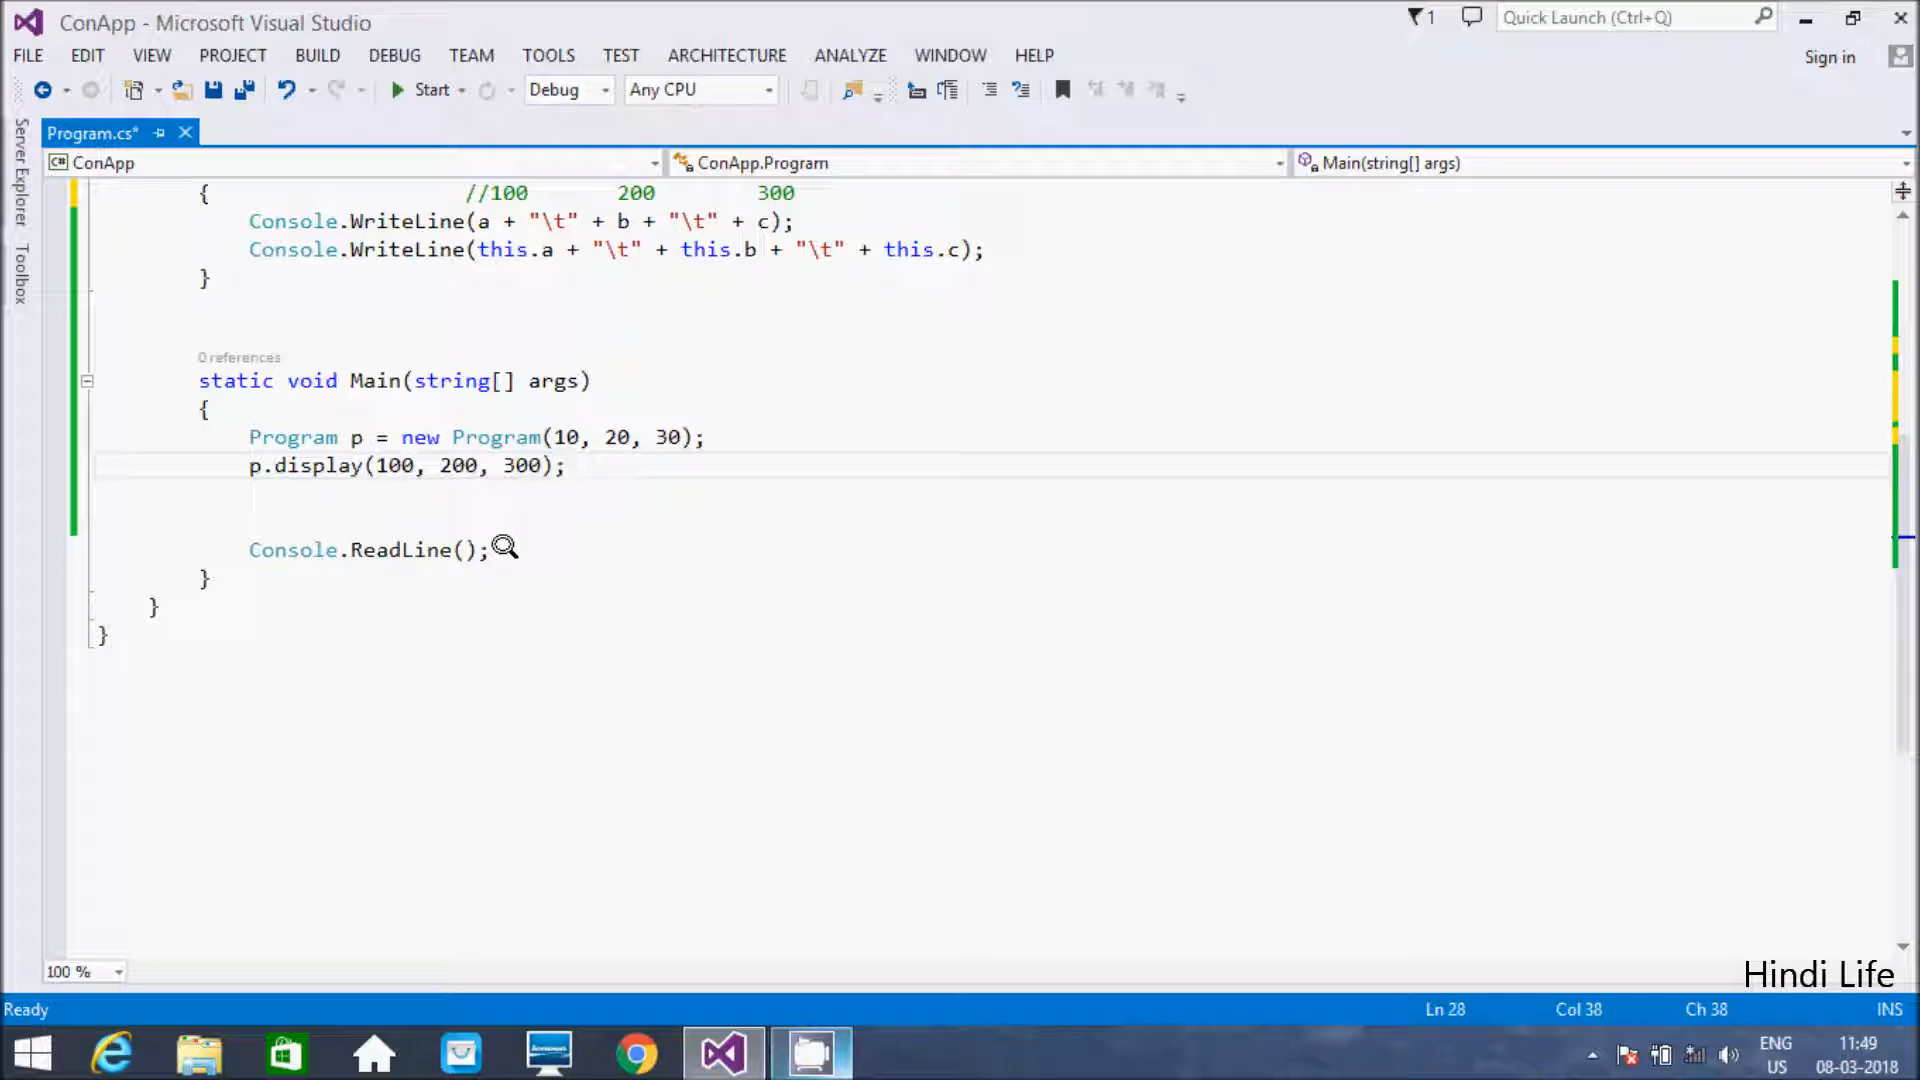 ConApp - Microsoft Visual Studio
1
Quick Launch (Ctrl+Q)
FILE EDIT VIEW PROJECT BUILD DEBUG TEAM TOOLS TEST ARCHITECTURE ANALYZE WINDOW HELP
Sign in
Start
Debug
Any CPU
Server Explorer
Toolbox
Program.cs*
C# ConApp
ConApp.Program
Main(string[] args)
{ //100 200 300
Console.WriteLine(a + "\t" + b + "\t" + c);
Console.WriteLine(this.a + "\t" + this.b + "\t" + this.c);
}
0 references
static void Main(string[] args)
{
Program p = new Program(10, 20, 30);
p.display(100, 200, 300);
Console.ReadLine();
}
}
}
100 %
Hindi Life
Ready
Ln 28
Col 38
Ch 38
INS
ENG
US
11:49
08-03-2018